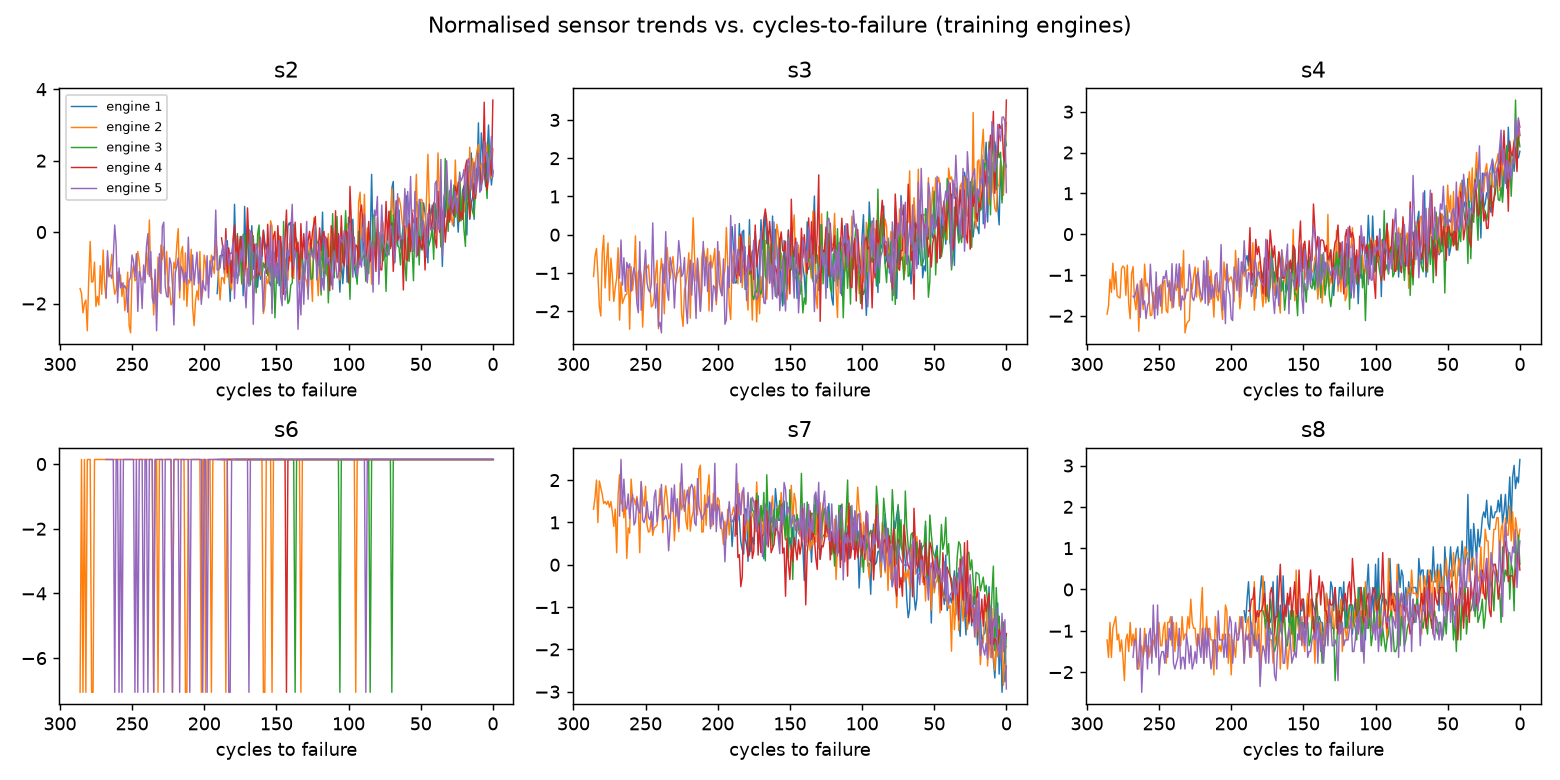 Normalised sensor trends vs. cycles-to-failure (training engines)
s2
4
2
0
−2
engine 1
engine 2
engine 3
engine 4
engine 5
300 250 200 150 100 50 0
cycles to failure
s3
3
2
1
0
−1
−2
300 250 200 150 100 50 0
cycles to failure
s4
3
2
1
0
−1
−2
300 250 200 150 100 50 0
cycles to failure
s6
0
−2
−4
−6
300 250 200 150 100 50 0
cycles to failure
s7
2
1
0
−1
−2
−3
300 250 200 150 100 50 0
cycles to failure
s8
3
2
1
0
−1
−2
300 250 200 150 100 50 0
cycles to failure